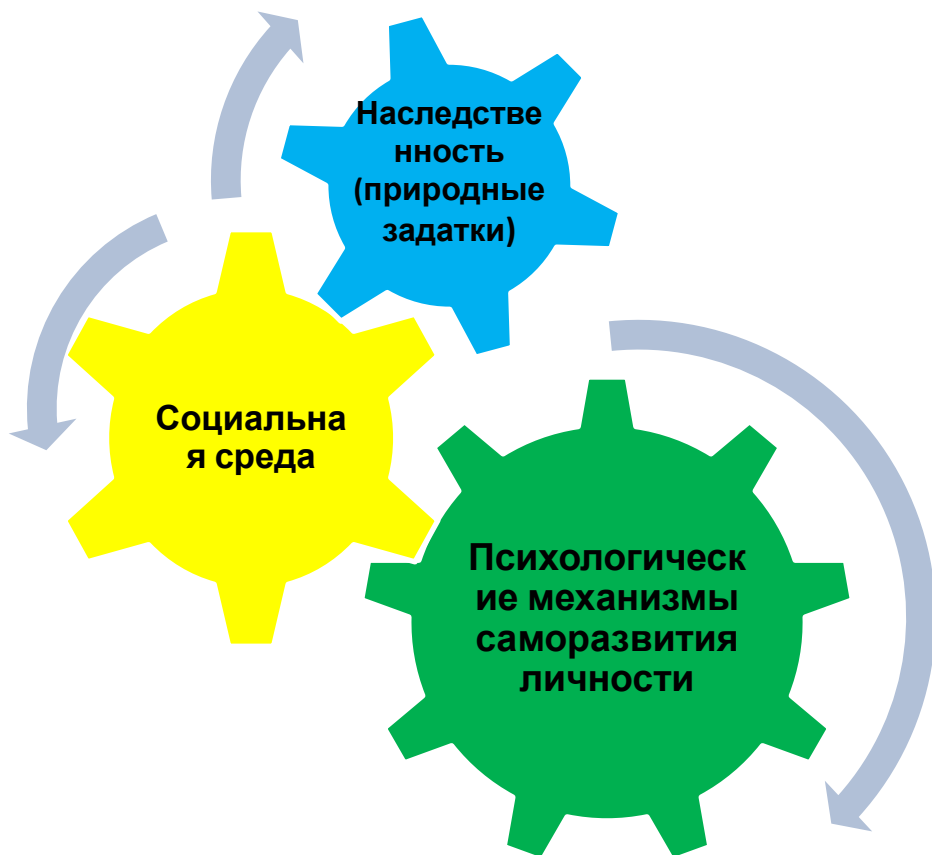 Наследстве
нность
(природные
задатки)
Социальна
я среда
Психологическ
ие механизмы
саморазвития
личности